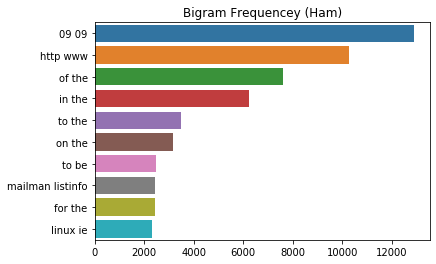 Bigram Frequencey (Ham)
09 09
http www
of the
in the
to the
on the
to be
mailman listinfo
for the
linux ie
0 2000 4000 6000 8000 10000 12000